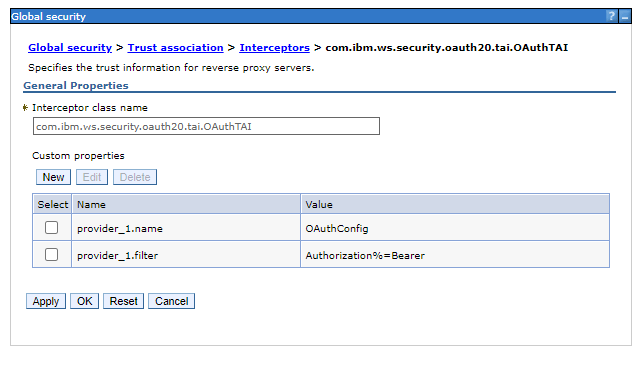 Global security
?
Global security > Trust association > Interceptors > com.ibm.ws.security.oauth20.tai.OAuthTAI
Specifies the trust information for reverse proxy servers.
General Properties
* Interceptor class name
com.ibm.ws.security.oauth20.tai.OAuthTAI
Custom properties
New Edit Delete
Select Name Value
provider_1.name OAuthConfig
provider_1.filter Authorization%=Bearer
Apply OK Reset Cancel